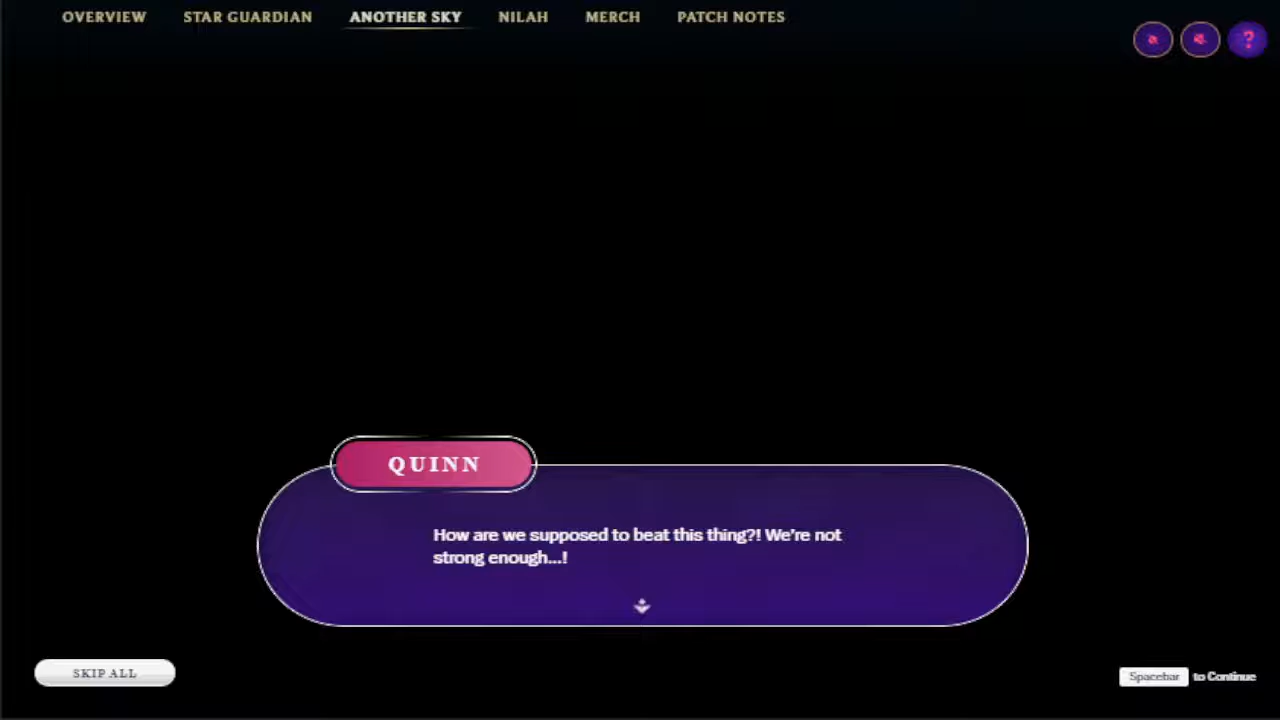 OVERVIEW STAR GUARDIAN ANOTHER SKY NILAH MERCH PATCH NOTES
?
QUINN
How are we supposed to beat this thing?! We're not
strong enough...!
SKIP ALL
Spacebar to Continue